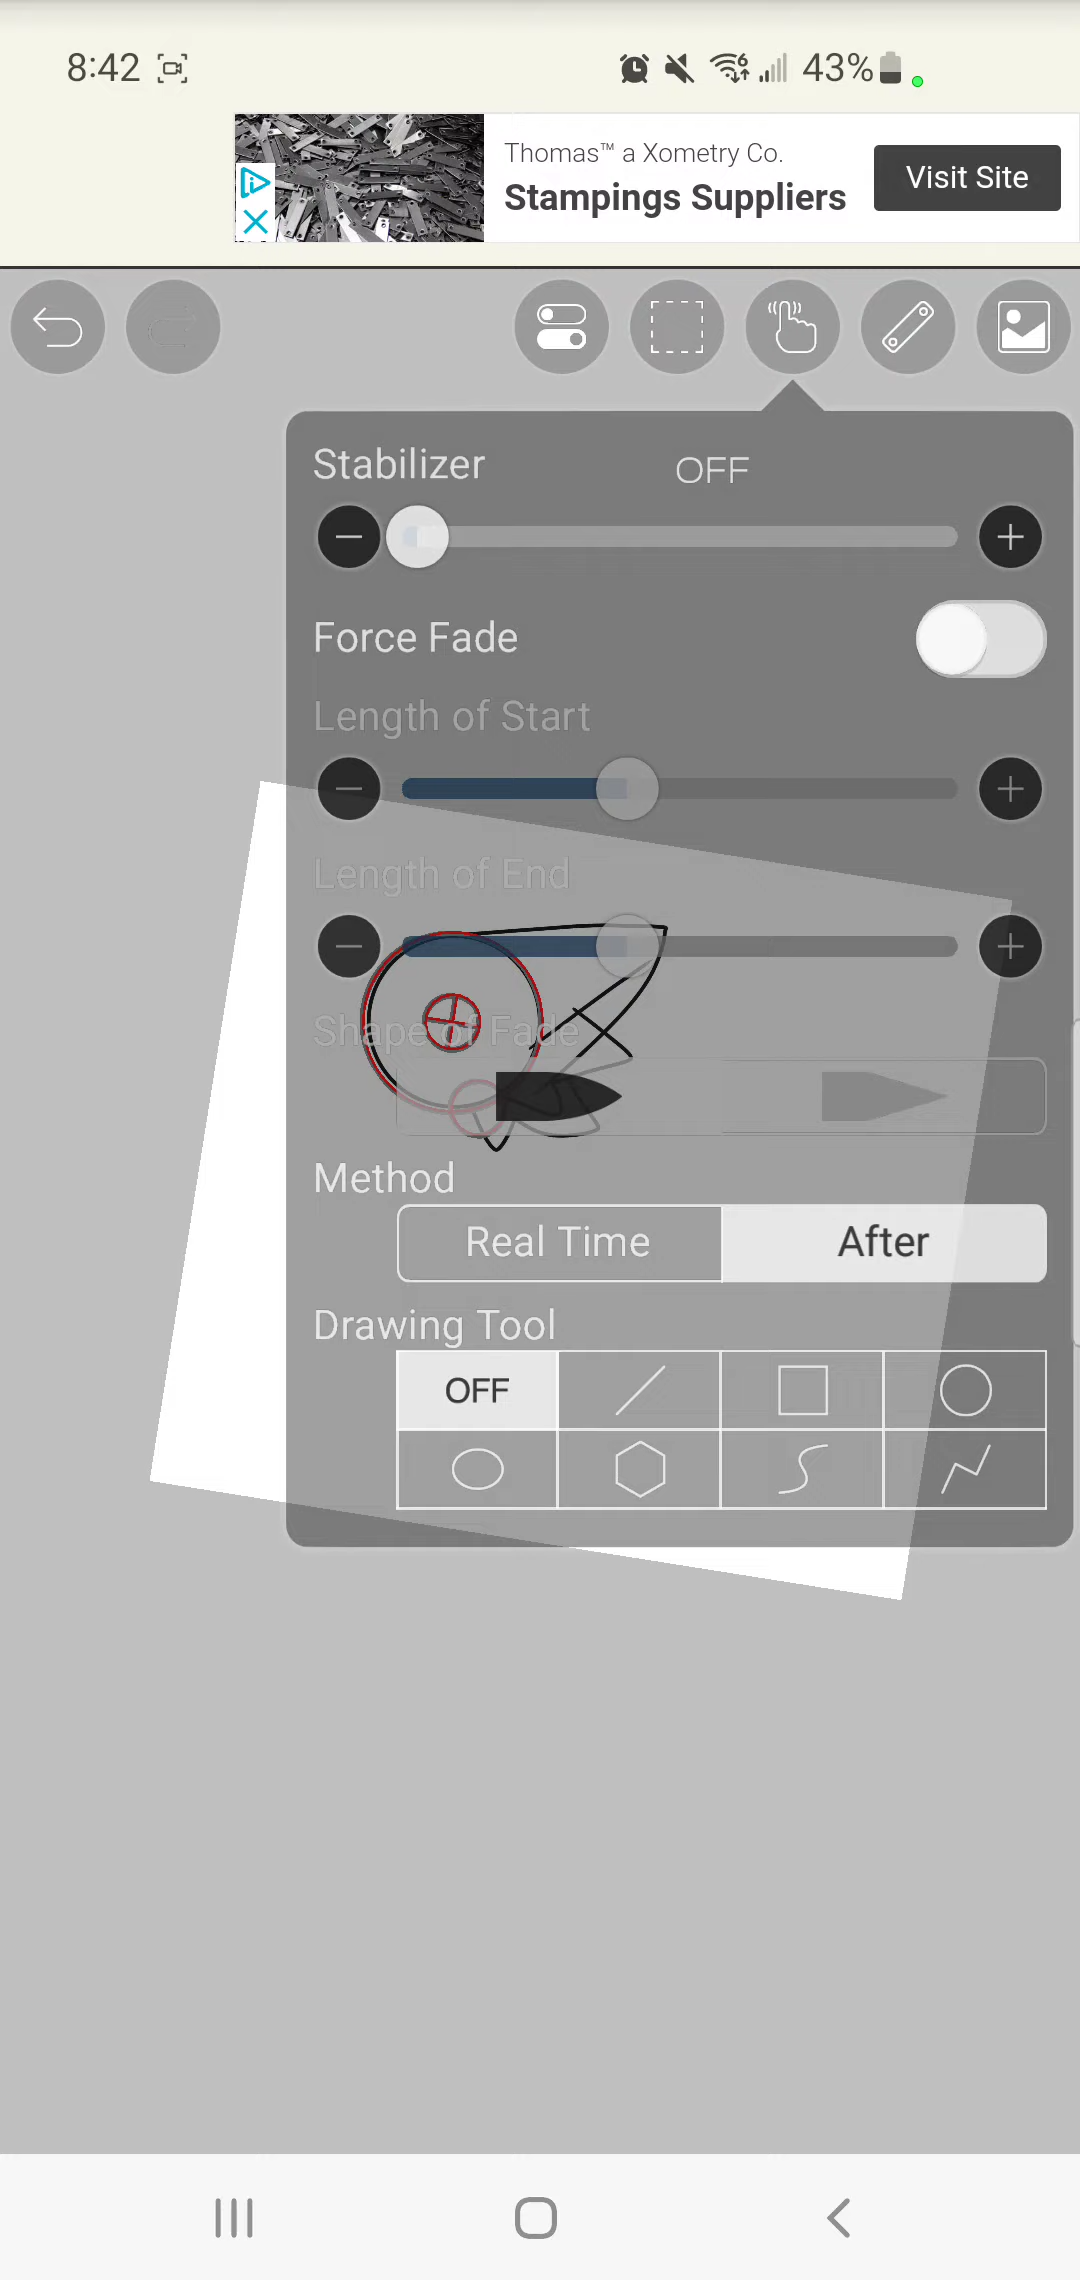 8:42
43%
Thomas™ a Xometry Co.
Stampings Suppliers
Visit Site
Stabilizer
OFF
Force Fade
Length of Start
Length of End
Shape of Fade
Method
Real Time
After
Drawing Tool
OFF